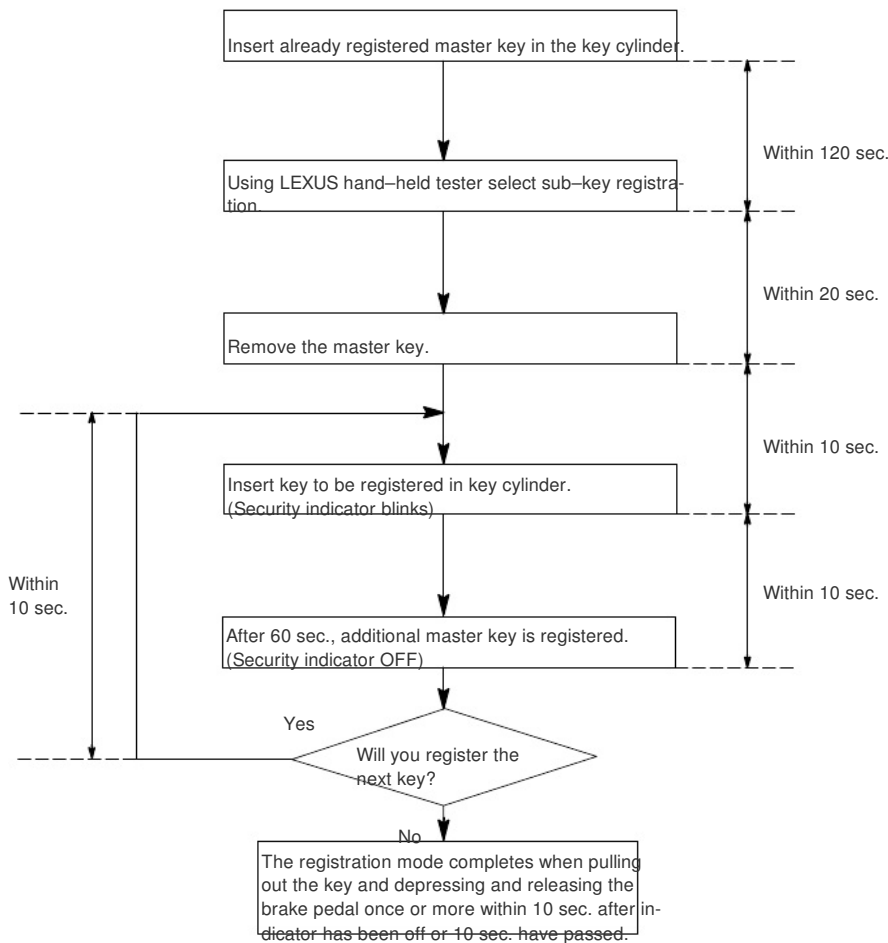 Insert already registered master key in the key cylinder.
Within 120 sec.
Using LEXUS hand–held tester select sub–key registra-
tion.
Within 20 sec.
Remove the master key.
Within 10 sec.
Insert key to be registered in key cylinder.
(Security indicator blinks)
Within
10 sec.
Within 10 sec.
After 60 sec., additional master key is registered.
(Security indicator OFF)
Yes
Will you register the
next key?
No
The registration mode completes when pulling
out the key and depressing and releasing the
brake pedal once or more within 10 sec. after in-
dicator has been off or 10 sec. have passed.